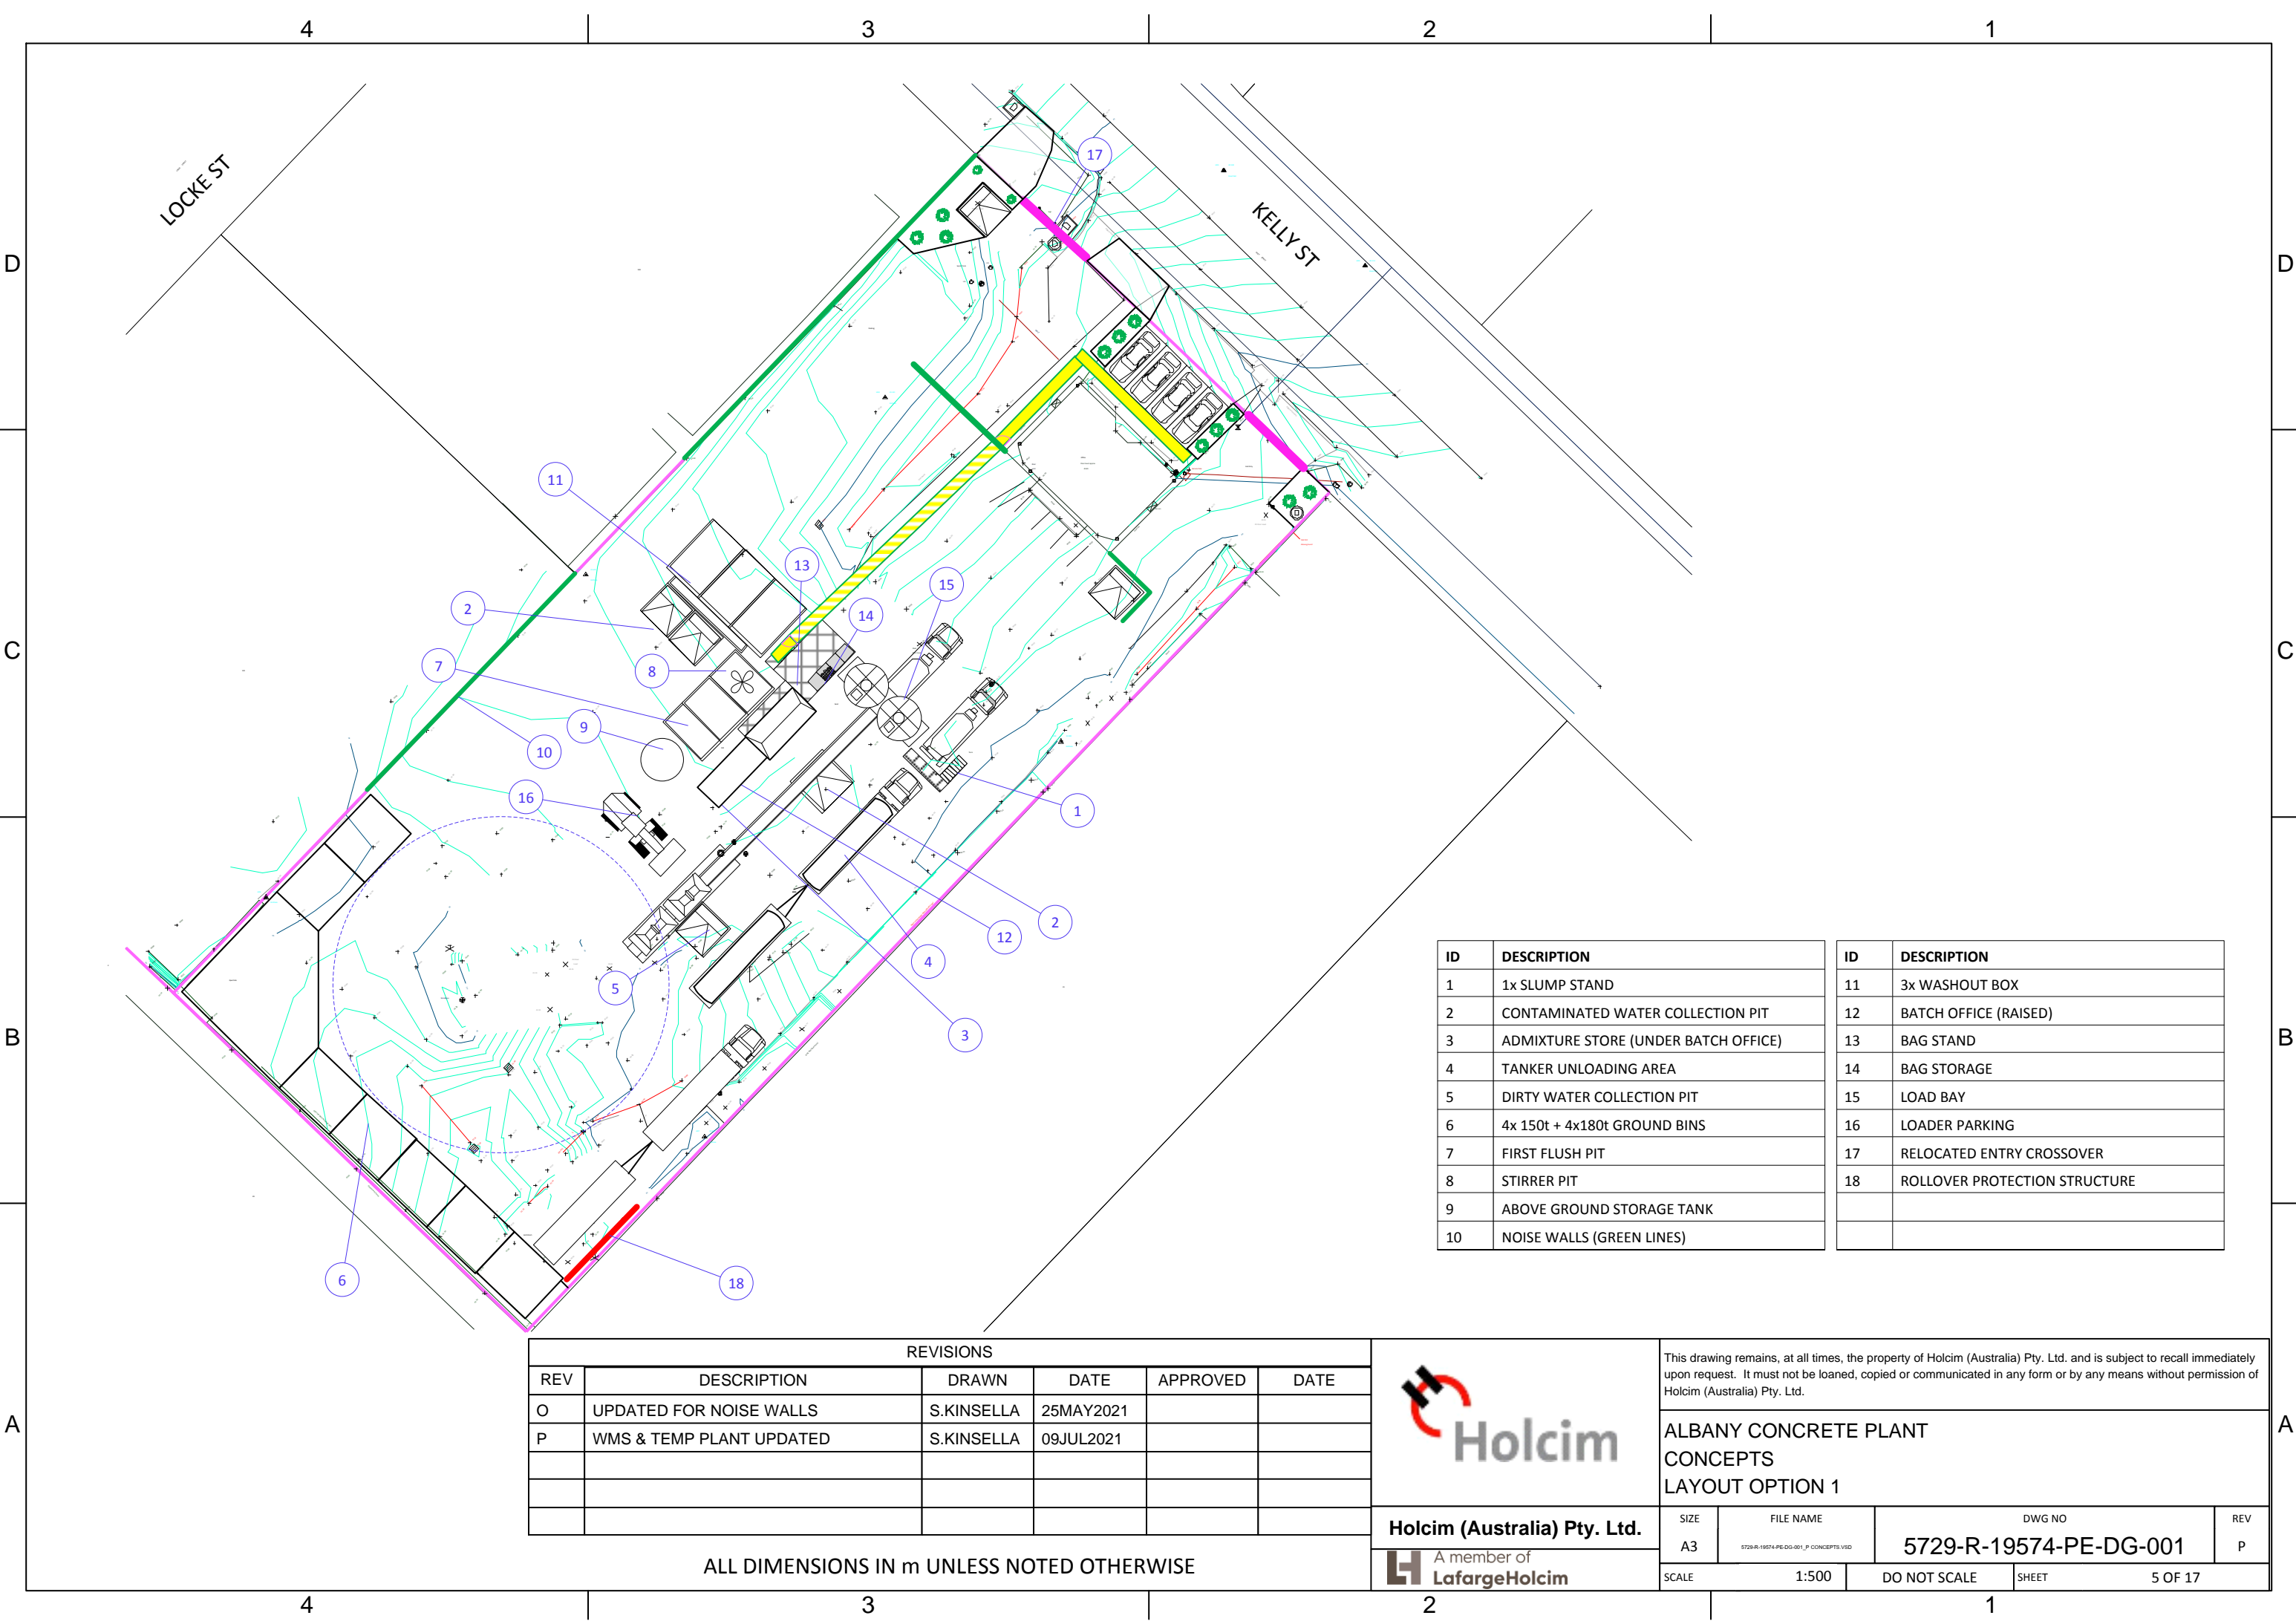 4 3 2 1
D
D
C
C
B
B
A
A
LOCKE ST
KELLY ST
17
11
13
15
2
14
7
8
9
10
16
1
2
12
4
5
3
6
18
ID DESCRIPTION ID DESCRIPTION
1 1x SLUMP STAND 11 3x WASHOUT BOX
2 CONTAMINATED WATER COLLECTION PIT 12 BATCH OFFICE (RAISED)
3 ADMIXTURE STORE (UNDER BATCH OFFICE) 13 BAG STAND
4 TANKER UNLOADING AREA 14 BAG STORAGE
5 DIRTY WATER COLLECTION PIT 15 LOAD BAY
6 4x 150t + 4x180t GROUND BINS 16 LOADER PARKING
7 FIRST FLUSH PIT 17 RELOCATED ENTRY CROSSOVER
8 STIRRER PIT 18 ROLLOVER PROTECTION STRUCTURE
9 ABOVE GROUND STORAGE TANK
10 NOISE WALLS (GREEN LINES)
REVISIONS
REV DESCRIPTION DRAWN DATE APPROVED DATE
O UPDATED FOR NOISE WALLS S.KINSELLA 25MAY2021
P WMS & TEMP PLANT UPDATED S.KINSELLA 09JUL2021
ALL DIMENSIONS IN m UNLESS NOTED OTHERWISE
Holcim
Holcim (Australia) Pty. Ltd.
A member of
LafargeHolcim
This drawing remains, at all times, the property of Holcim (Australia) Pty. Ltd. and is subject to recall immediately
upon request. It must not be loaned, copied or communicated in any form or by any means without permission of
Holcim (Australia) Pty. Ltd.
ALBANY CONCRETE PLANT
CONCEPTS
LAYOUT OPTION 1
SIZE FILE NAME DWG NO REV
A3 5729-R-19574-PE-DG-001_P CONCEPTS.VSD 5729-R-19574-PE-DG-001 P
SCALE 1:500 DO NOT SCALE SHEET 5 OF 17
4 3 2 1